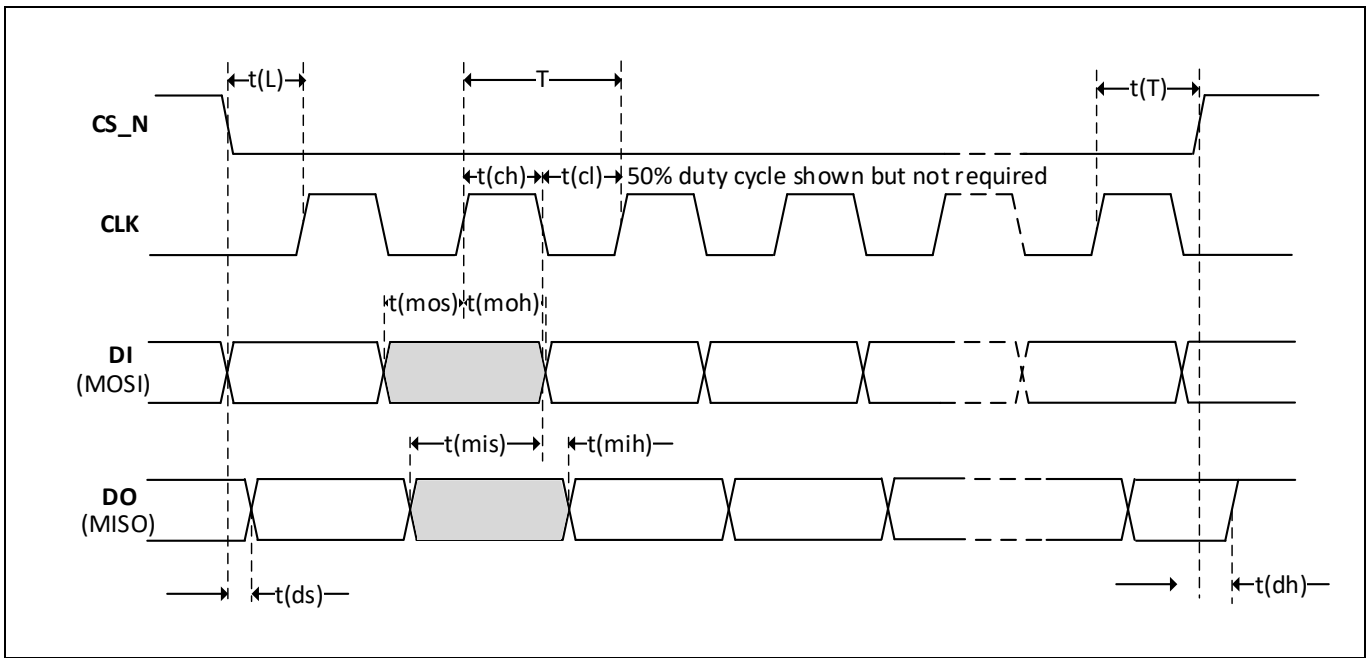 t(L)
T
t(T)
CS_N
t(ch)
t(cl)
50% duty cycle shown but not required
CLK
t(mos)
t(moh)
DI
(MOSI)
t(mis)
t(mih)
DO
(MISO)
t(ds)
t(dh)